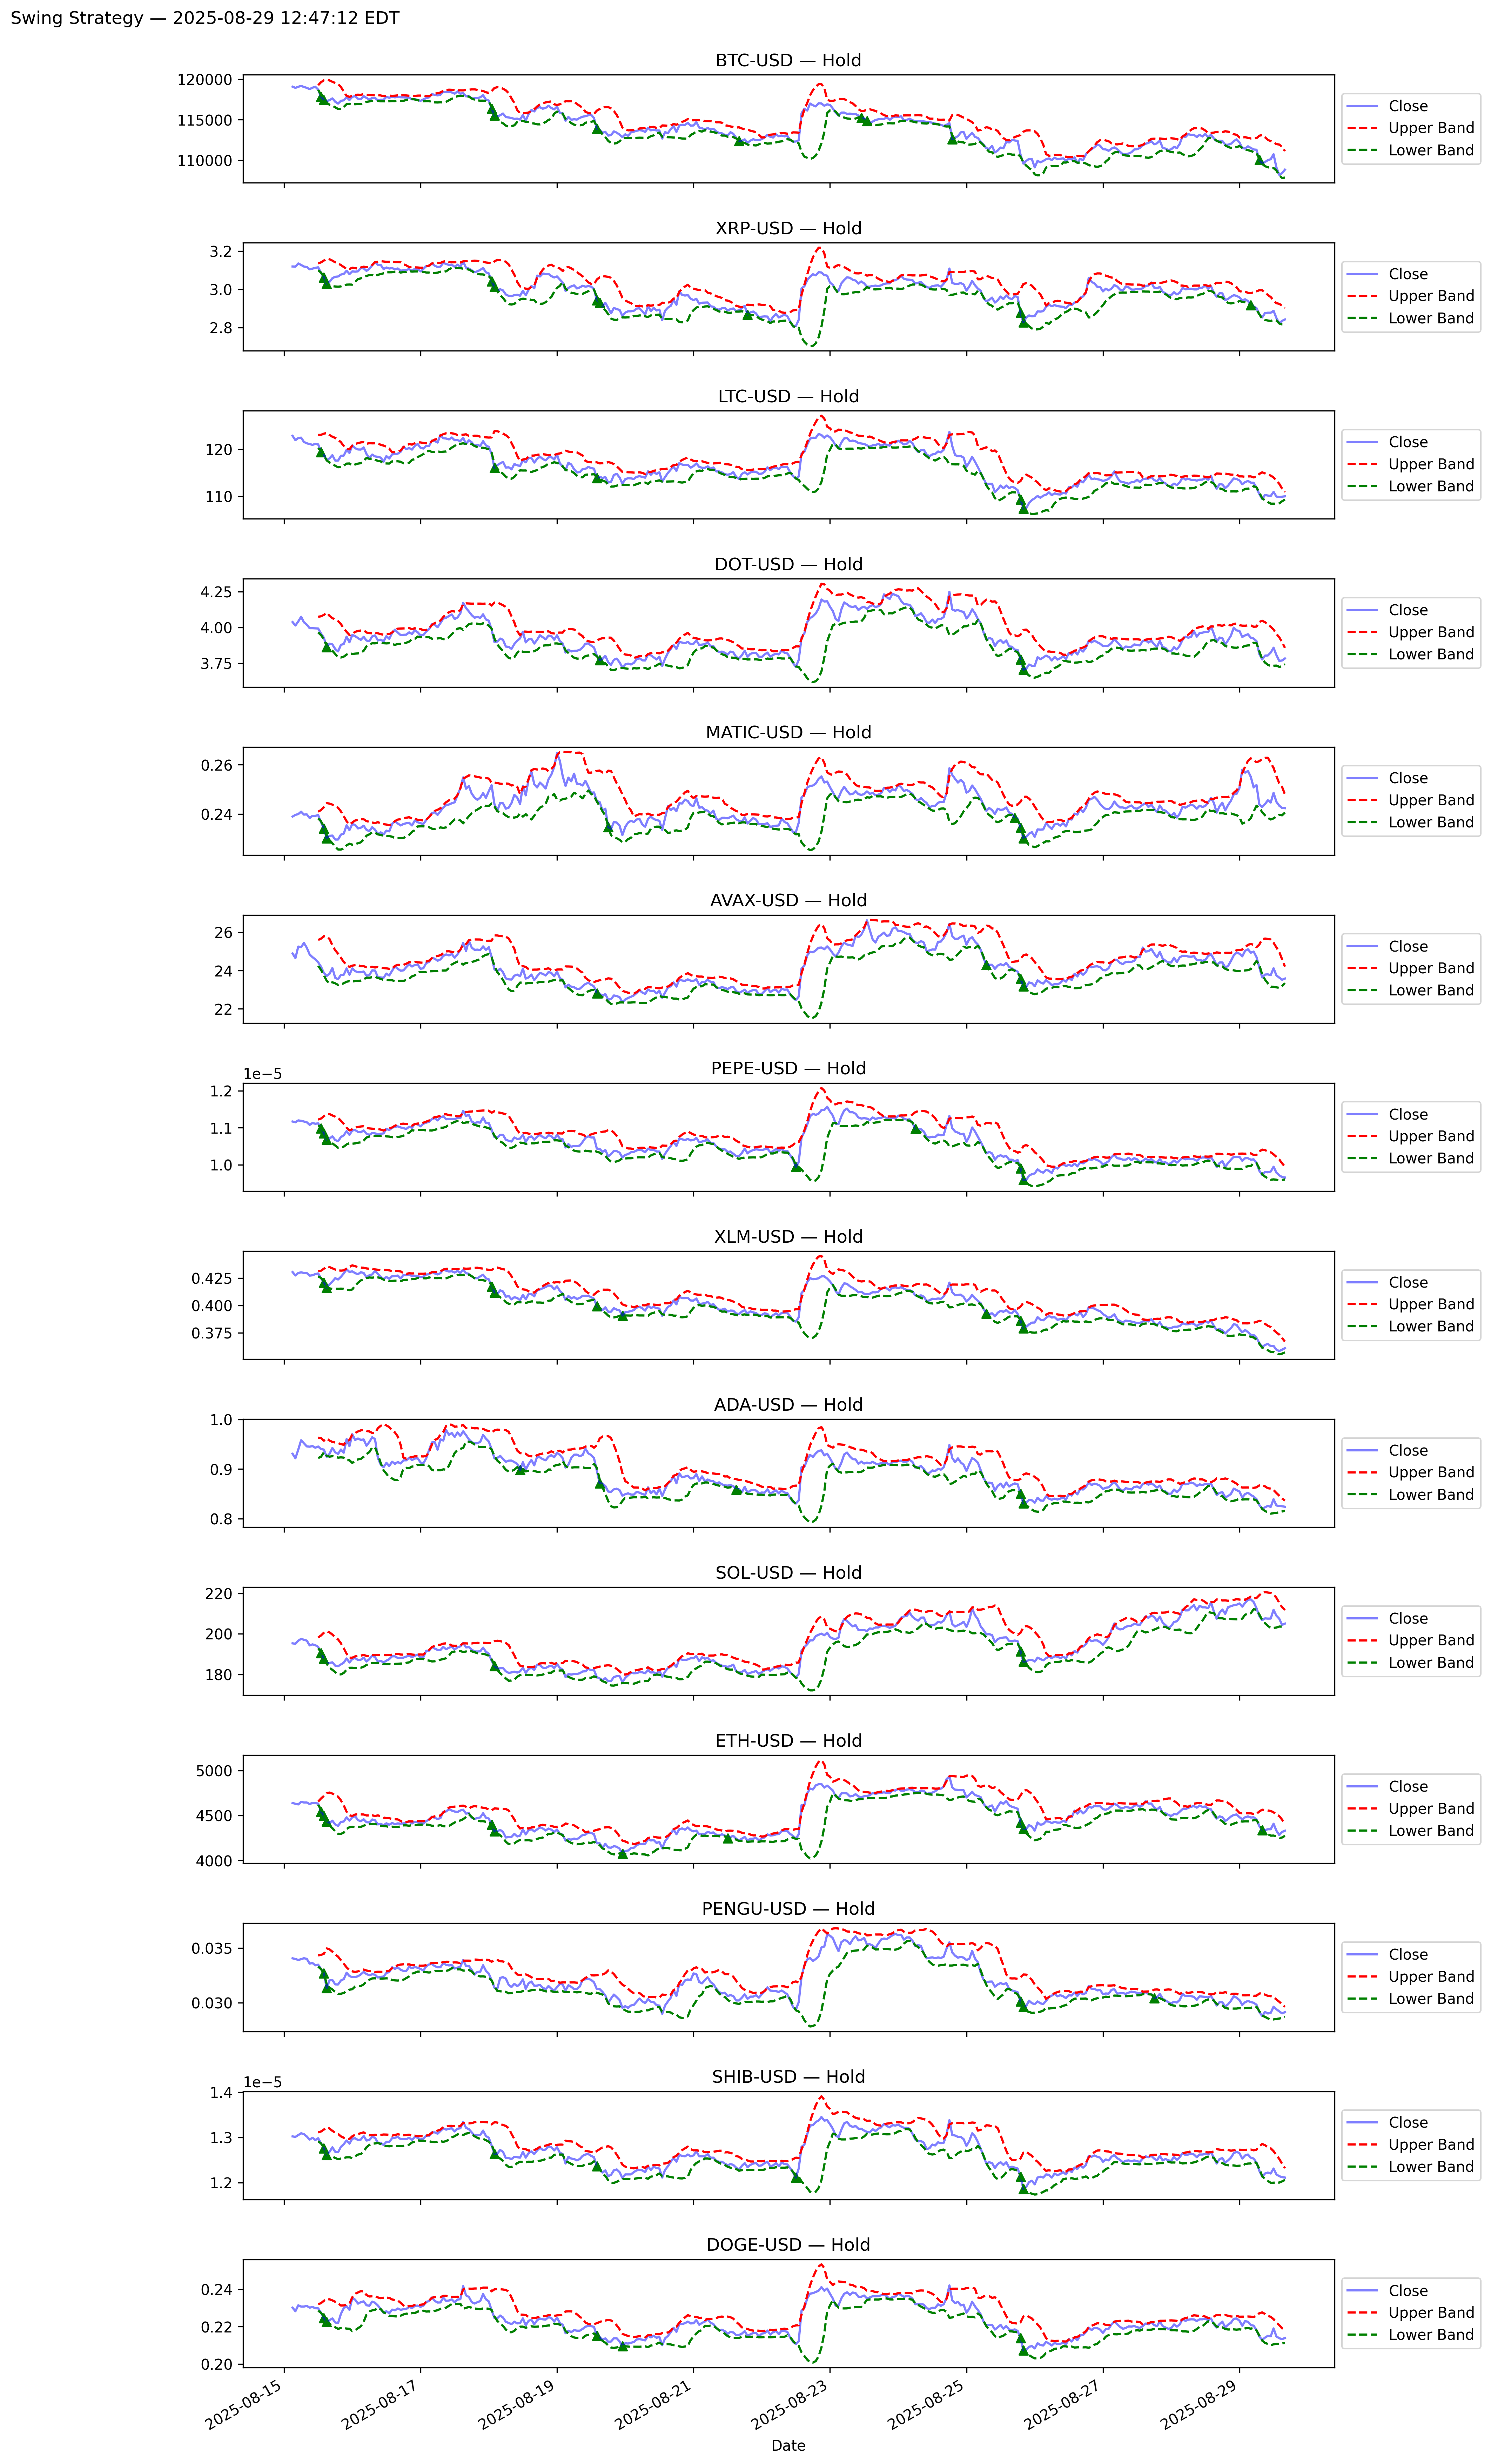 Swing Strategy — 2025-08-29 12:47:12 EDT
BTC-USD — Hold
120000
115000
110000
Close
Upper Band
Lower Band
XRP-USD — Hold
3.2
3.0
2.8
Close
Upper Band
Lower Band
LTC-USD — Hold
120
110
Close
Upper Band
Lower Band
DOT-USD — Hold
4.25
4.00
3.75
Close
Upper Band
Lower Band
MATIC-USD — Hold
0.26
0.24
Close
Upper Band
Lower Band
AVAX-USD — Hold
26
24
22
Close
Upper Band
Lower Band
PEPE-USD — Hold
1e−5
1.2
1.1
1.0
Close
Upper Band
Lower Band
XLM-USD — Hold
0.425
0.400
0.375
Close
Upper Band
Lower Band
ADA-USD — Hold
1.0
0.9
0.8
Close
Upper Band
Lower Band
SOL-USD — Hold
220
200
180
Close
Upper Band
Lower Band
ETH-USD — Hold
5000
4500
4000
Close
Upper Band
Lower Band
PENGU-USD — Hold
0.035
0.030
Close
Upper Band
Lower Band
SHIB-USD — Hold
1e−5
1.4
1.3
1.2
Close
Upper Band
Lower Band
DOGE-USD — Hold
0.24
0.22
0.20
Close
Upper Band
Lower Band
2025-08-15
2025-08-17
2025-08-19
2025-08-21
2025-08-23
2025-08-25
2025-08-27
2025-08-29
Date